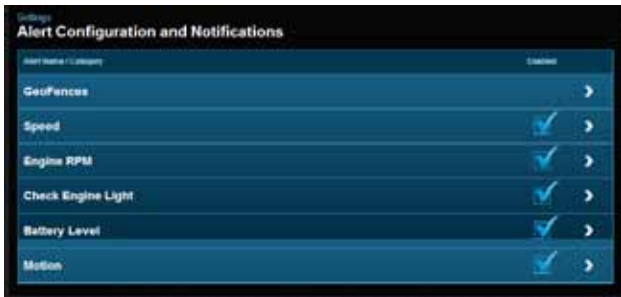 Settings
Alert Configuration and Notifications
Alert Name / Category Enabled
GeoFences
Speed
Engine RPM
Check Engine Light
Battery Level
Motion